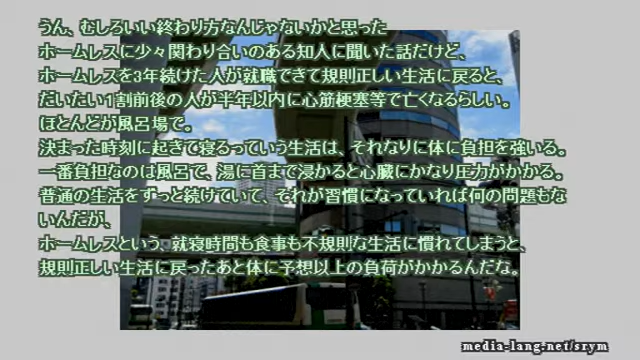 うん、むしろいい終わり方なんじゃないかと思った
ホームレスに少々関わり合いのある知人に聞いた話だけど、
ホームレスを3年続けた人が就職できて規則正しい生活に戻ると、
だいたい1割前後の人が半年以内に心筋梗塞等で亡くなるらしい。
ほとんどが風呂場で。
決まった時刻に起きて寝るっていう生活は、それなりに体に負担を強いる。
一番負担なのは風呂で、湯に首まで浸かると心臓にかなり圧力がかかる。
普通の生活をずっと続けていて、それが習慣になっていれば何の問題もな
いんだが、
ホームレスという、就寝時間も食事も不規則な生活に慣れてしまうと、
規則正しい生活に戻ったあと体に予想以上の負荷がかかるんだな。
media-lang.net/srym